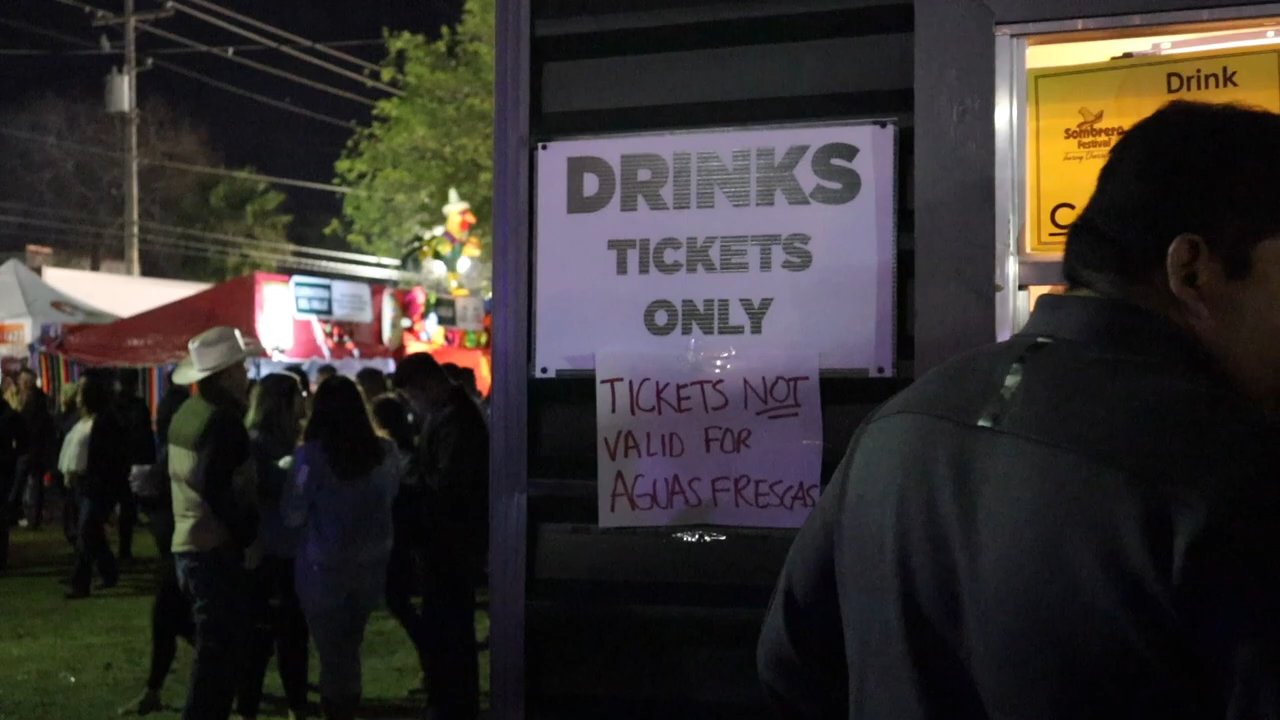 DRINKS
TICKETS
ONLY
TICKETS NOT
VALID FOR
AGUAS FRESCAS
Drink
Sombrero
Festival